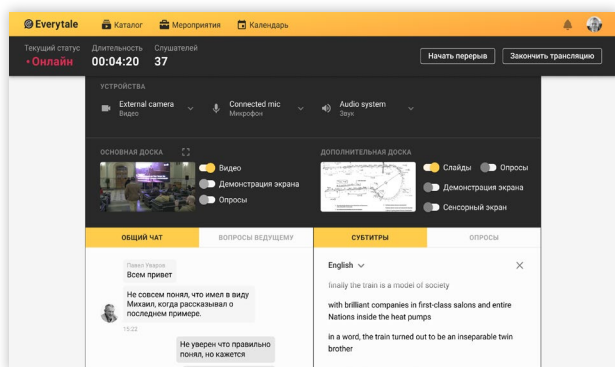 Everytale
Каталог
Мероприятия
Календарь
Текущий статус
Длительность
Слушателей
• Онлайн
00:04:20
37
Начать перерыв
Закончить трансляцию
УСТРОЙСТВА
External camera
Видео
Connected mic
Микрофон
Audio system
Звук
ОСНОВНАЯ ДОСКА
Видео
Демонстрация экрана
Опросы
ДОПОЛНИТЕЛЬНАЯ ДОСКА
Слайды
Опросы
Демонстрация экрана
Сенсорный экран
ОБЩИЙ ЧАТ
ВОПРОСЫ ВЕДУЩЕМУ
Павел Уваров
Всем привет
Не совсем понял, что имел в виду
Михаил, когда рассказывал о
последнем примере.
15:22
Не уверен что правильно
понял, но кажется
СУБТИТРЫ
ОПРОСЫ
English
finally the train is a model of society
with brilliant companies in first-class salons and entire
Nations inside the heat pumps
in a word, the train turned out to be an inseparable twin
brother